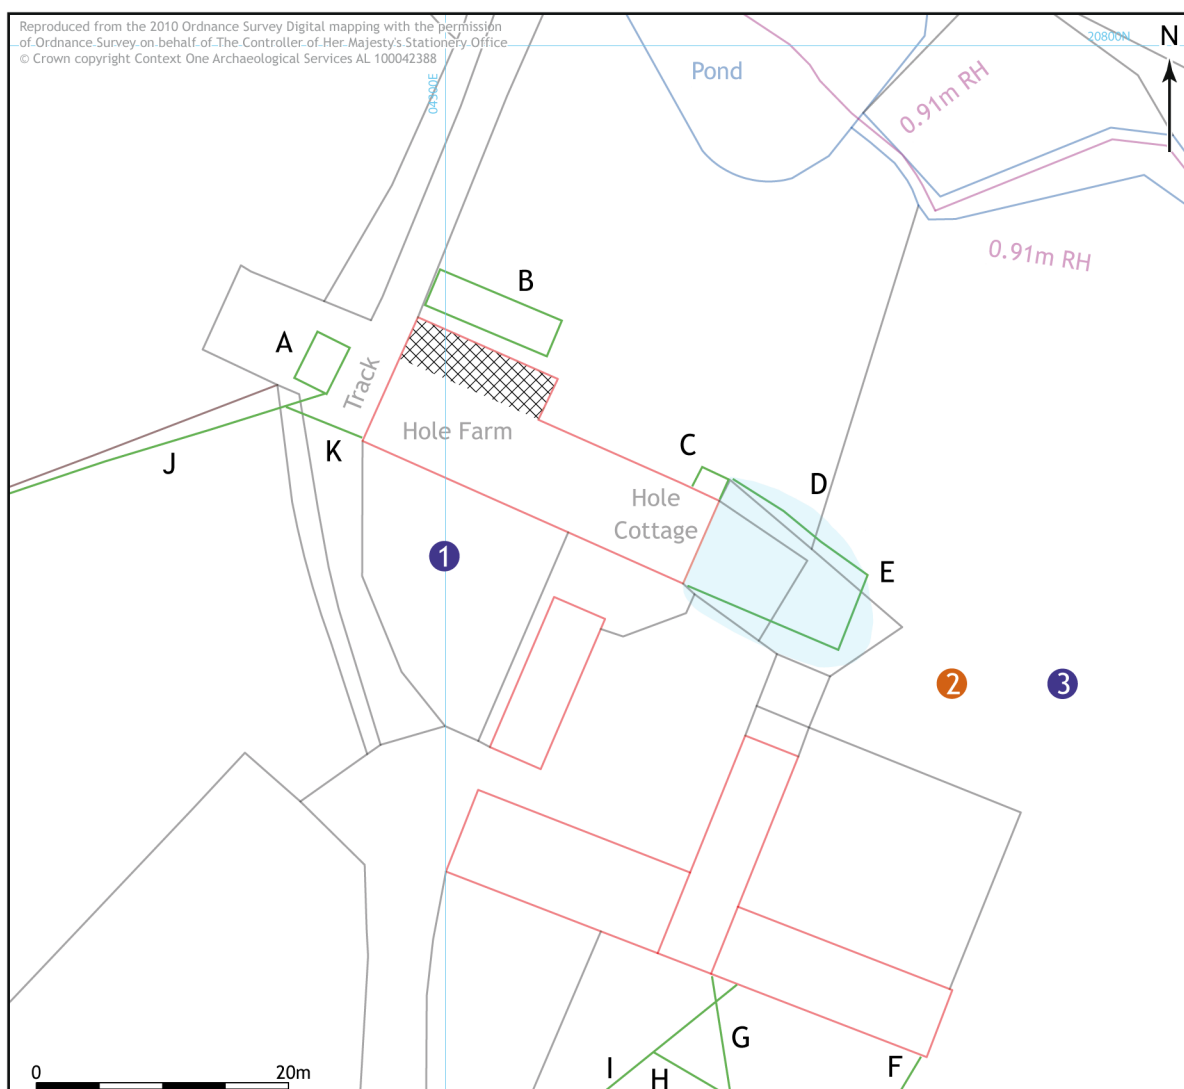 Reproduced from the 2010 Ordnance Survey Digital mapping with the permission
of Ordnance Survey on behalf of The Controller of Her Majesty's Stationery Office
© Crown copyright Context One Archaeological Services AL 100042388
20800N
N
04300E
Pond
0.91m RH
0.91m RH
B
A
Track
Hole Farm
K
J
C
D
Hole
Cottage
E
1
2
3
G
F
I
H
0
20m